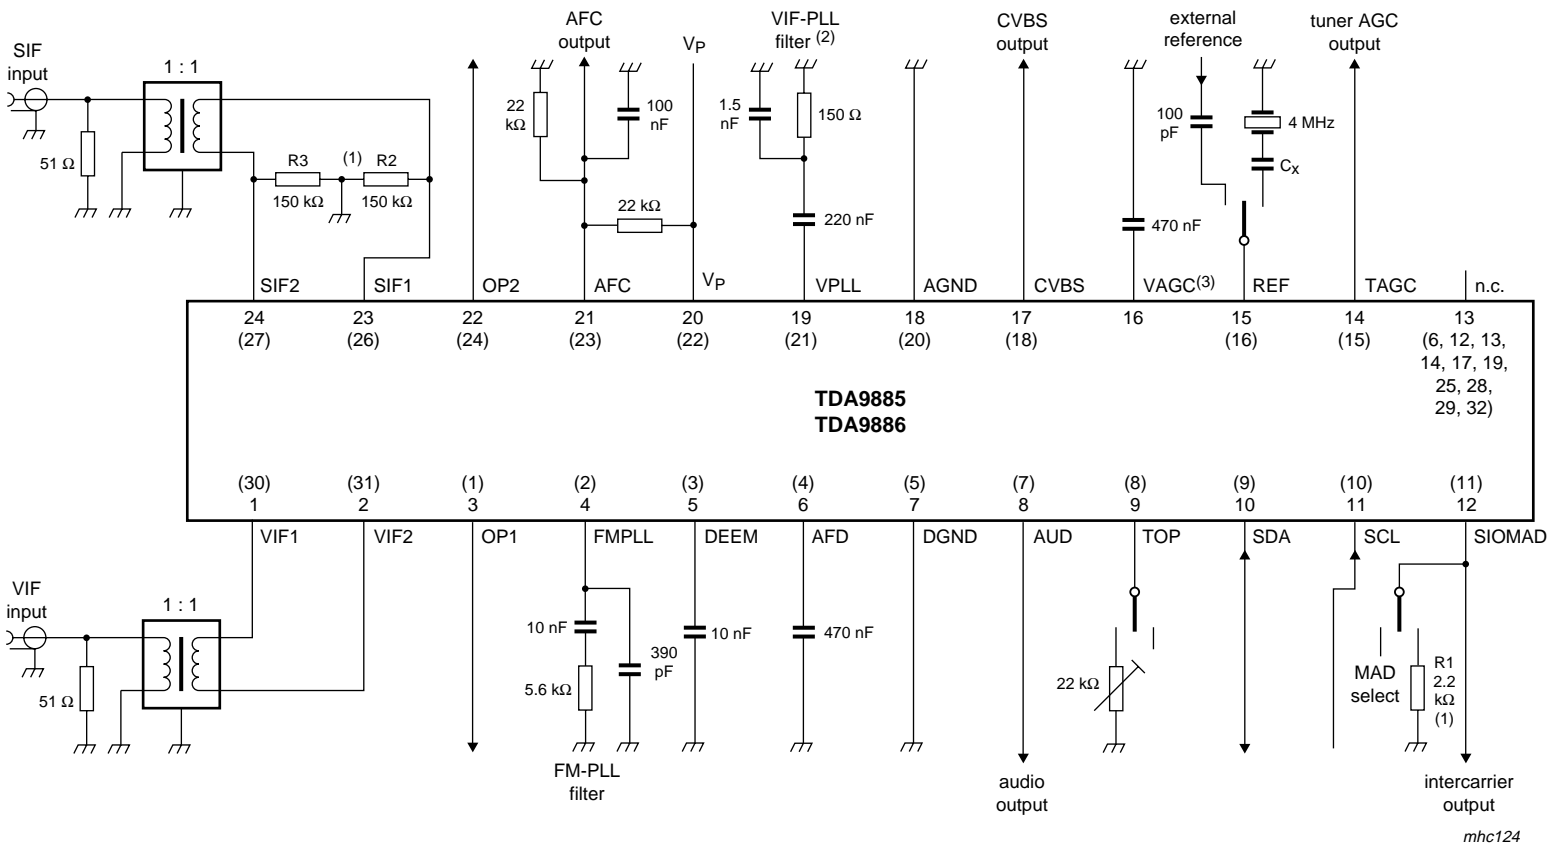 SIF
input
1 : 1
51 Ω
R3
150 kΩ
(1)
R2
150 kΩ
AFC
output
22
kΩ
100
nF
22 kΩ
VP
VIF-PLL
filter (2)
1.5
nF
150 Ω
220 nF
CVBS
output
470 nF
external
reference
100
pF
4 MHz
Cx
tuner AGC
output
SIF2
SIF1
OP2
AFC
VP
VPLL
AGND
CVBS
VAGC(3)
REF
TAGC
n.c.
24
23
22
21
20
19
18
17
16
15
14
13
(27)
(26)
(24)
(23)
(22)
(21)
(20)
(18)
(16)
(15)
(6, 12, 13,
14, 17, 19,
25, 28,
29, 32)
TDA9885
TDA9886
(30)
(31)
(1)
(2)
(3)
(4)
(5)
(7)
(8)
(9)
(10)
(11)
1
2
3
4
5
6
7
8
9
10
11
12
VIF1
VIF2
OP1
FMPLL
DEEM
AFD
DGND
AUD
TOP
SDA
SCL
SIOMAD
VIF
input
1 : 1
51 Ω
10 nF
5.6 kΩ
390
pF
FM-PLL
filter
10 nF
470 nF
audio
output
22 kΩ
MAD
select
R1
2.2
kΩ
(1)
intercarrier
output
mhc124